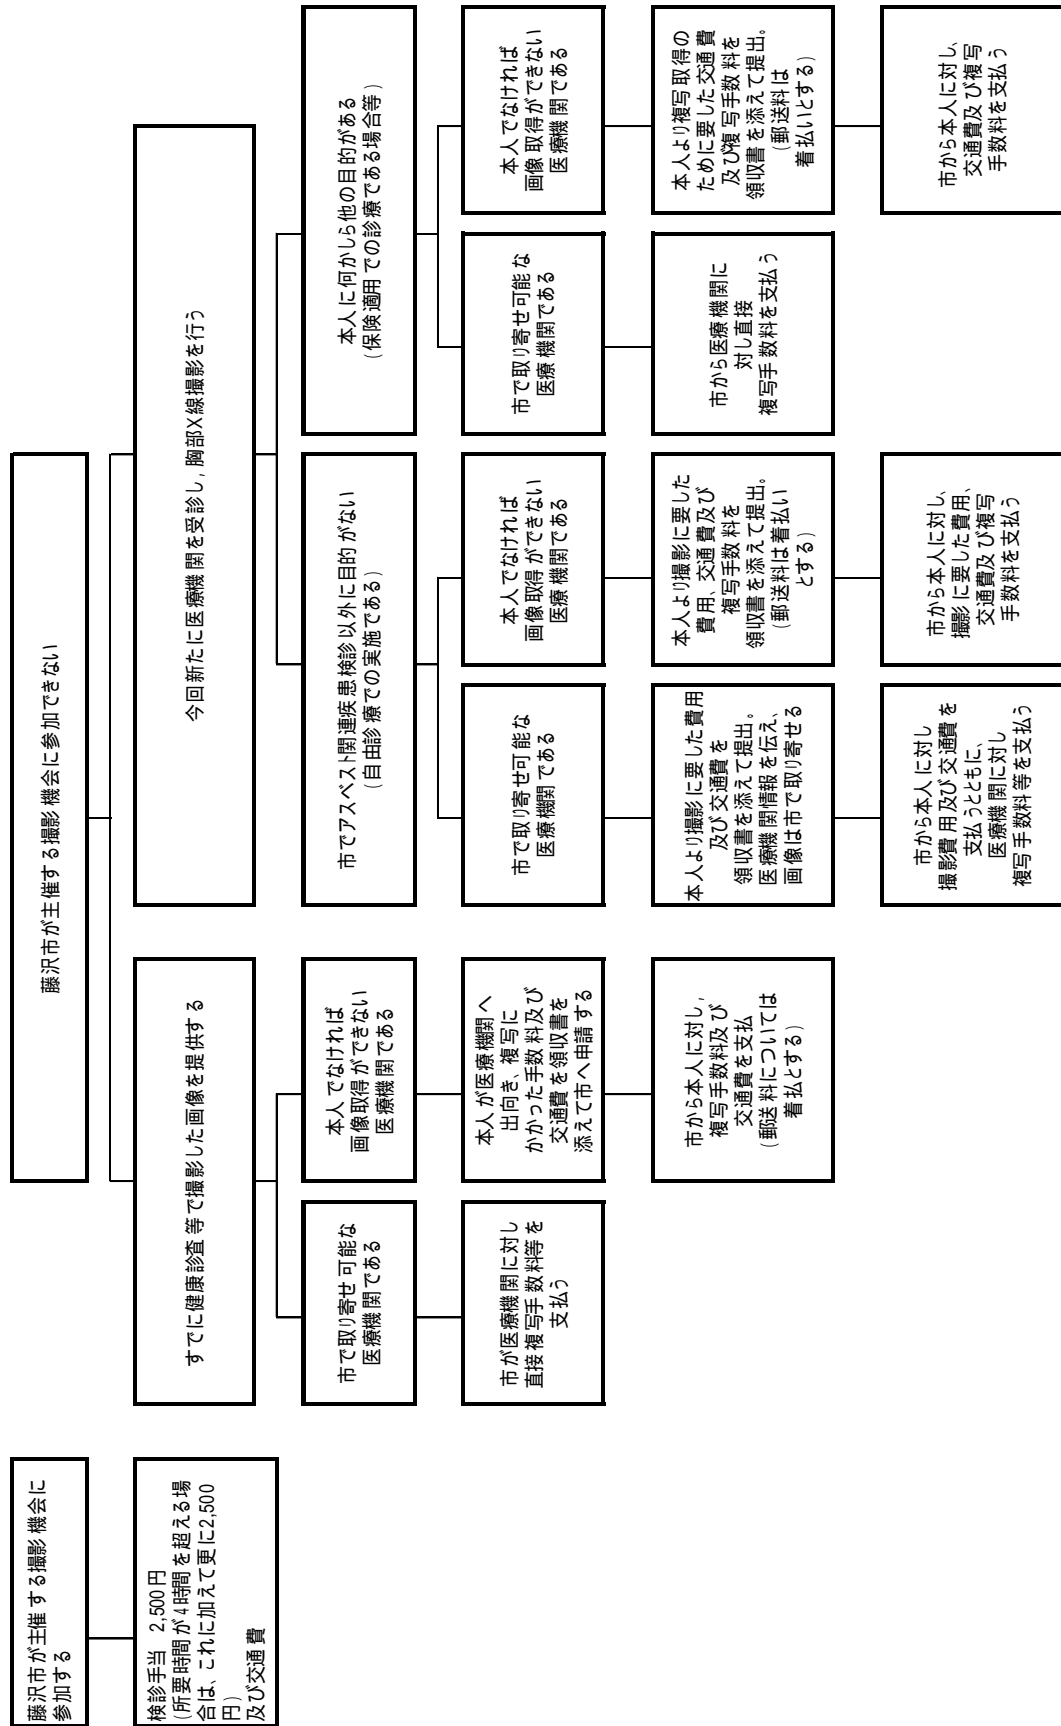 藤沢市が主催する撮影機会に
参加する
検診手当　2,500円
(所要時間が4時間を超える場
合は、これに加えて更に2,500
円)
及び交通費
藤沢市が主催する撮影機会に参加できない
すでに健康診査等で撮影した画像を提供する
市で取り寄せ可能な
医療機関である
市が医療機関に対し
直接複写手数料等を
支払う
本人でなければ
画像取得ができない
医療機関である
本人が医療機関へ
出向き、複写に
かかった手数料及び
交通費を領収書を
添えて市へ申請する
市から本人に対し,
複写手数料及び
交通費を支払
(郵送料については
着払とする)
今回新たに医療機関を受診し,胸部X線撮影を行う
市でアスベスト関連疾患検診以外に目的がない
(自由診療での実施である)
市で取り寄せ可能な
医療機関である
本人より撮影に要した費用
及び交通費を
領収書を添えて提出。
医療機関情報を伝え、
画像は市で取り寄せる
市から本人に対し
撮影費用及び交通費を
支払うとともに、
医療機関に対し
複写手数料等を支払う
本人でなければ
画像取得ができない
医療機関である
本人より撮影に要した
費用、交通費及び
複写手数料を
領収書を添えて提出。
(郵送料は着払い
とする)
市から本人に対し、
撮影に要した費用、
交通費及び複写
手数料を支払う
本人に何かしら他の目的がある
(保険適用での診療である場合等)
市で取り寄せ可能な
医療機関である
市から医療機関に
対し直接
複写手数料を支払う
本人でなければ
画像取得ができない
医療機関である
本人より複写取得の
ために要した交通費
及び複写手数料を
領収書を添えて提出。
(郵送料は
着払いとする)
市から本人に対し、
交通費及び複写
手数料を支払う